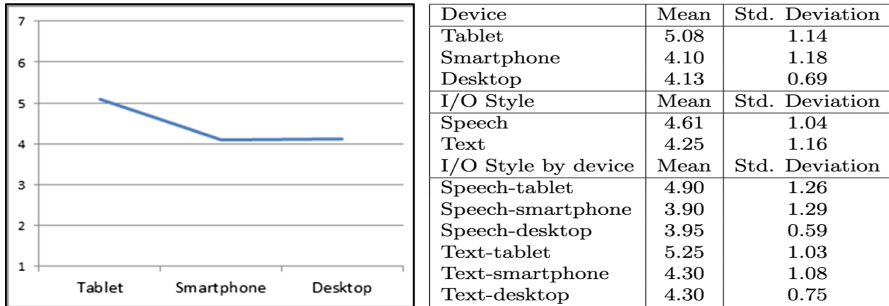 7
6
5
4
3
2
1
Tablet Smartphone Desktop
Device Mean Std. Deviation
Tablet 5.08 1.14
Smartphone 4.10 1.18
Desktop 4.13 0.69
I/O Style Mean Std. Deviation
Speech 4.61 1.04
Text 4.25 1.16
I/O Style by device Mean Std. Deviation
Speech-tablet 4.90 1.26
Speech-smartphone 3.90 1.29
Speech-desktop 3.95 0.59
Text-tablet 5.25 1.03
Text-smartphone 4.30 1.08
Text-desktop 4.30 0.75